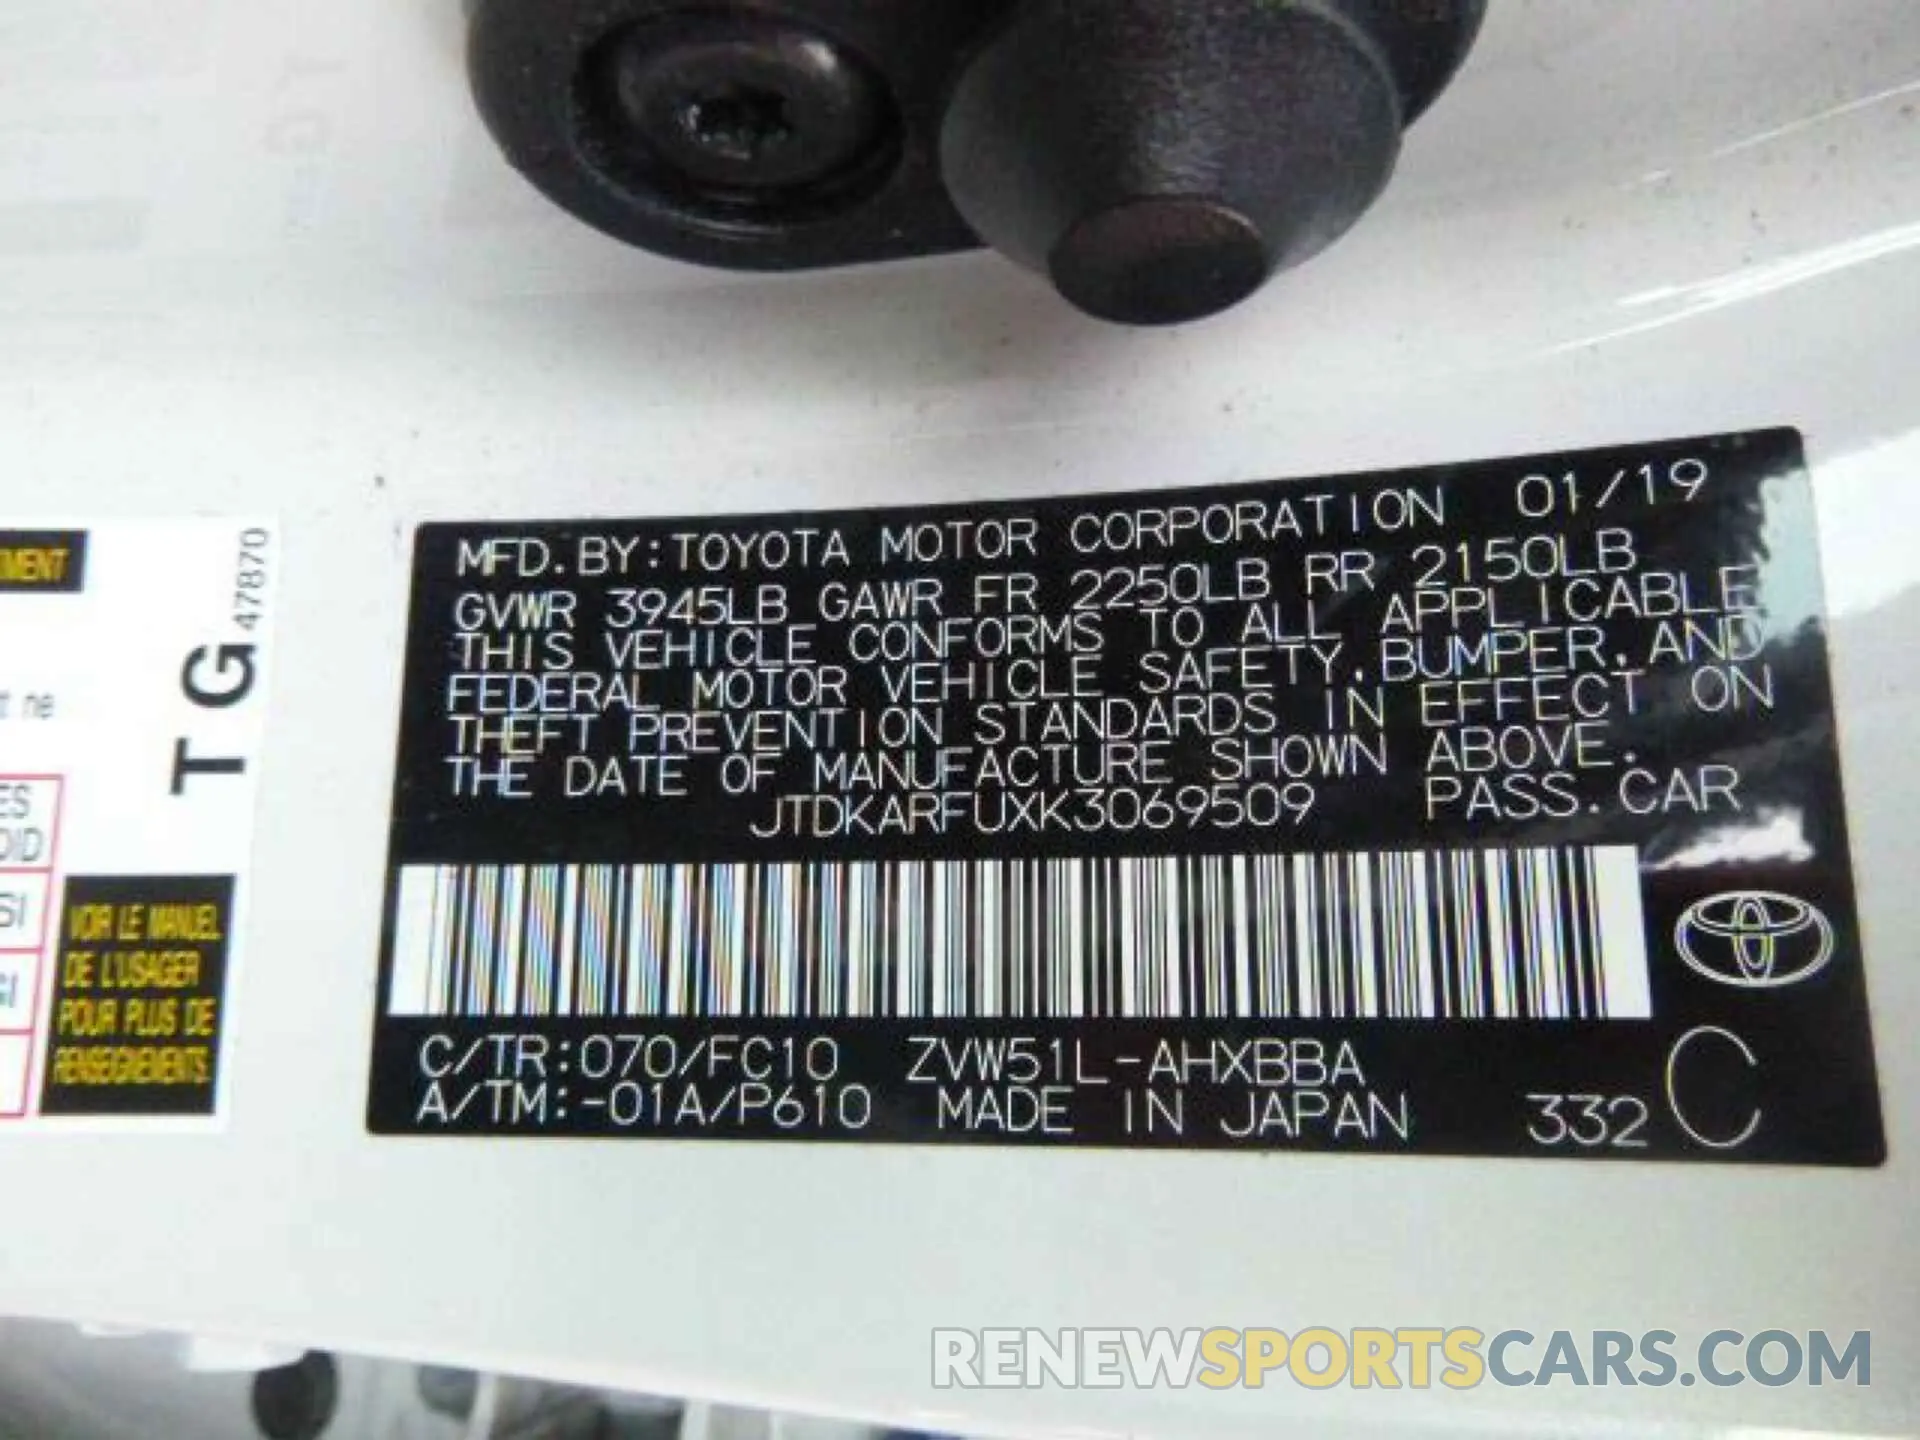 MFD. BY: TOYOTA MOTOR CORPORATION 01/19
GVWR 3945LB GAWR FR 2250LB RR 2150LB
THIS VEHICLE CONFORMS TO ALL APPLICABLE
FEDERAL MOTOR VEHICLE SAFETY, BUMPER, AND
THEFT PREVENTION STANDARDS IN EFFECT ON
THE DATE OF MANUFACTURE SHOWN ABOVE.
JTDKARFUXK3069509 PASS. CAR
C/TR:070/FC10 ZVW51L-AHXBBA
A/TM:-01A/P610 MADE IN JAPAN 332 C
TG 47870
ne
ES
SI
VOIR LE MANUEL
DE L'USAGER
POUR PLUS DE
RENSEIGNEMENTS.
RENEWSPORTSCARS.COM